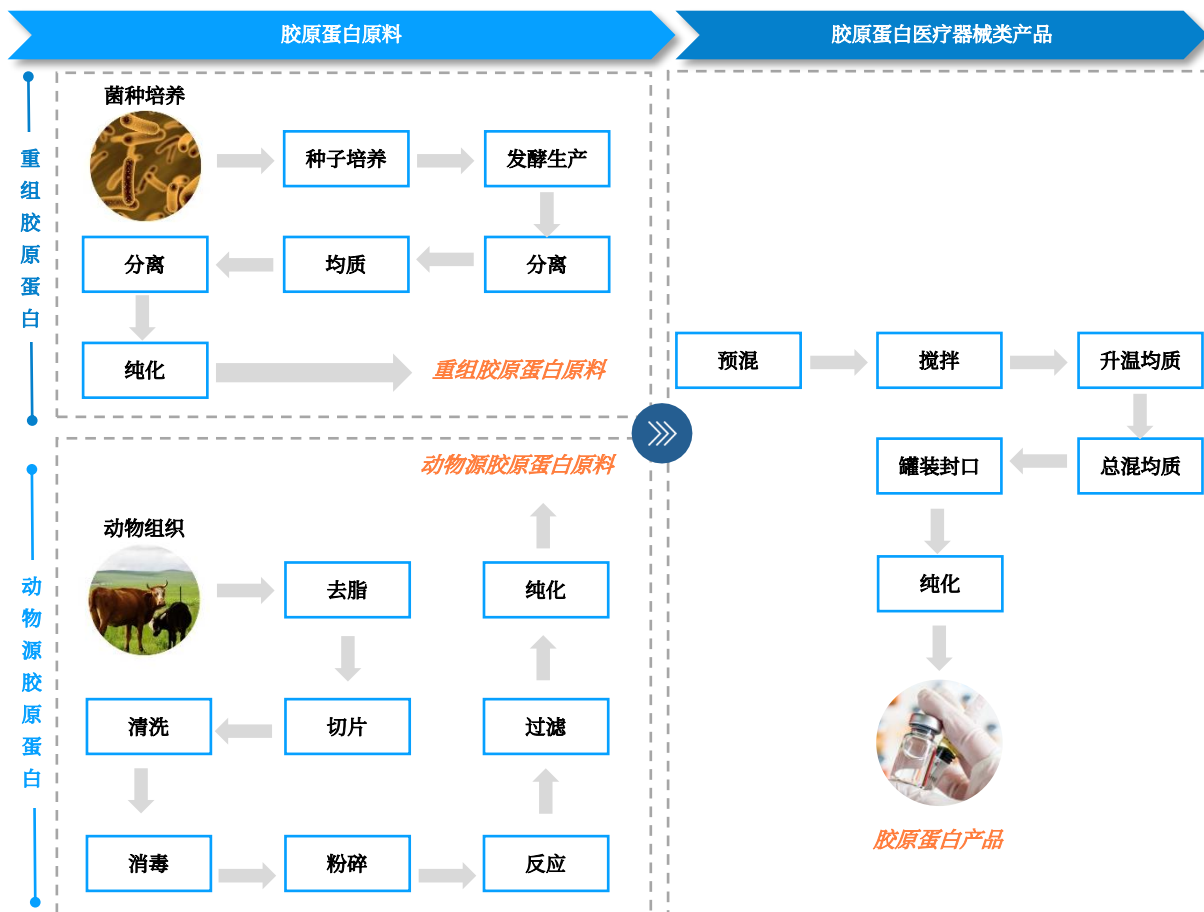 胶原蛋白原料
胶原蛋白医疗器械类产品
重组胶原蛋白
菌种培养
种子培养
发酵生产
分离
均质
分离
纯化
重组胶原蛋白原料
动物源胶原蛋白
动物源胶原蛋白原料
动物组织
去脂
纯化
清洗
切片
过滤
消毒
粉碎
反应
预混
搅拌
升温均质
罐装封口
总混均质
纯化
胶原蛋白产品